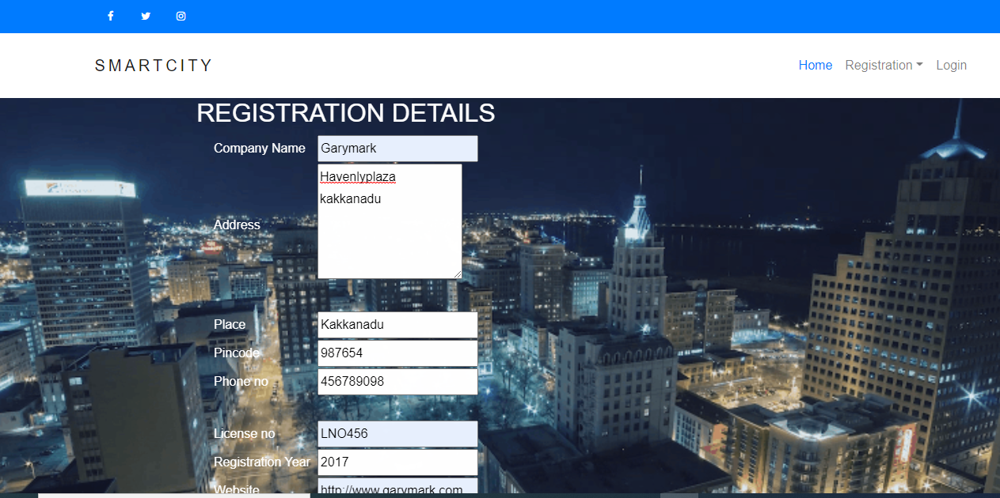 SMARTCITY
Home Registration Login
REGISTRATION DETAILS
Company Name Garymark
Address Havenlyplaza
kakkanadu
Place Kakkanadu
Pincode 987654
Phone no 456789098
License no LNO456
Registration Year 2017
Website http://www.garymark.com